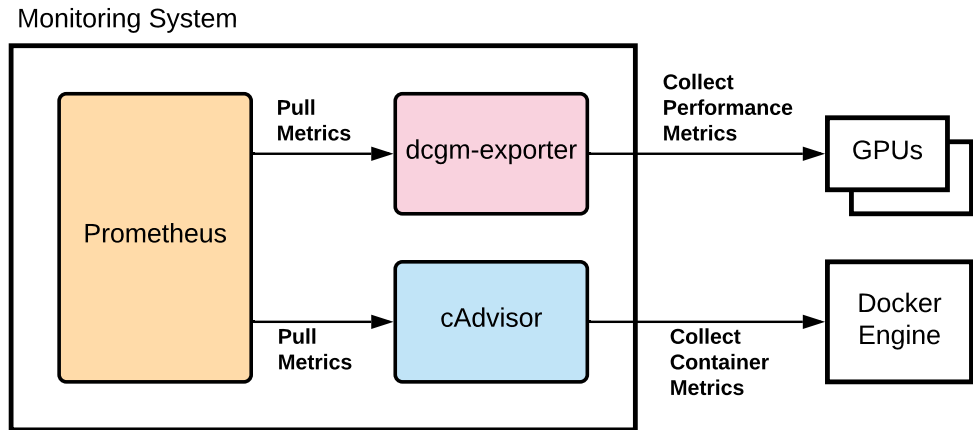 Monitoring System
Prometheus
Pull
Metrics
dcgm-exporter
Collect
Performance
Metrics
GPUs
Pull
Metrics
cAdvisor
Collect
Container
Metrics
Docker
Engine